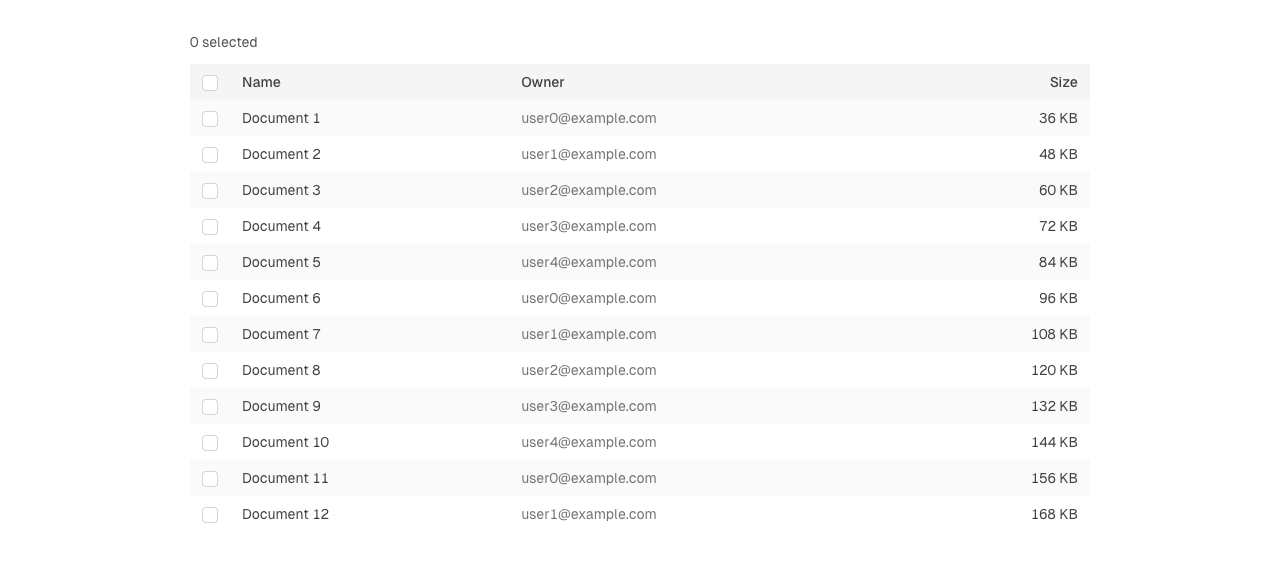 0 selected
Name Owner Size
Document 1 user0@example.com 36 KB
Document 2 user1@example.com 48 KB
Document 3 user2@example.com 60 KB
Document 4 user3@example.com 72 KB
Document 5 user4@example.com 84 KB
Document 6 user0@example.com 96 KB
Document 7 user1@example.com 108 KB
Document 8 user2@example.com 120 KB
Document 9 user3@example.com 132 KB
Document 10 user4@example.com 144 KB
Document 11 user0@example.com 156 KB
Document 12 user1@example.com 168 KB